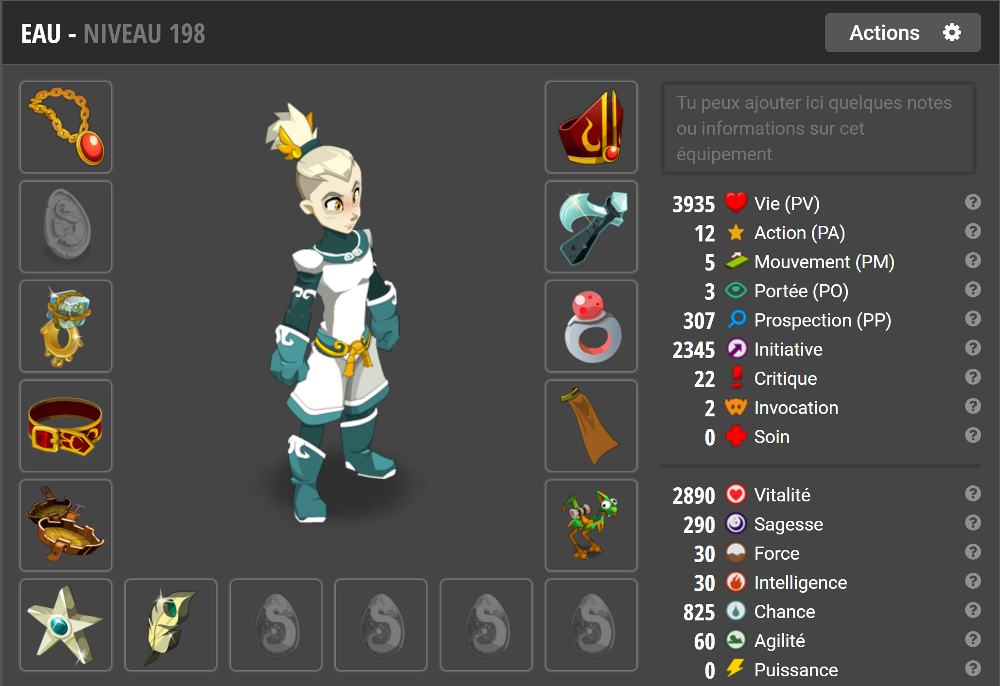 EAU - NIVEAU 198
Actions
Tu peux ajouter ici quelques notes
ou informations sur cet
équipement
3935 Vie (PV) ?
12 Action (PA) ?
5 Mouvement (PM) ?
3 Portée (PO) ?
307 Prospection (PP) ?
2345 Initiative ?
22 Critique ?
2 Invocation ?
0 Soin ?
2890 Vitalité ?
290 Sagesse ?
30 Force ?
30 Intelligence ?
825 Chance ?
60 Agilité ?
0 Puissance ?